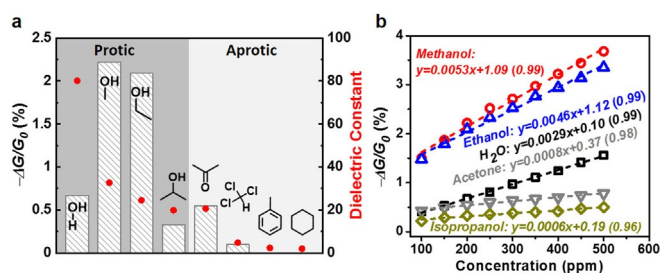 a
Protic
Aprotic
−ΔG/G0 (%)
2.5
2
1.5
1
0.5
0
100
80
60
40
20
0
Dielectric Constant
OH
OH
OH
OH
H
O
Cl
Cl
Cl
H
b
−ΔG/G0 (%)
4
3
2
1
0
Methanol:
y=0.0053x+1.09 (0.99)
Ethanol: y=0.0046x+1.12 (0.99)
H2O: y=0.0029x+0.10 (0.99)
Acetone: y=0.0008x+0.37 (0.98)
Isopropanol: y=0.0006x+0.19 (0.96)
100 200 300 400 500 600
Concentration (ppm)